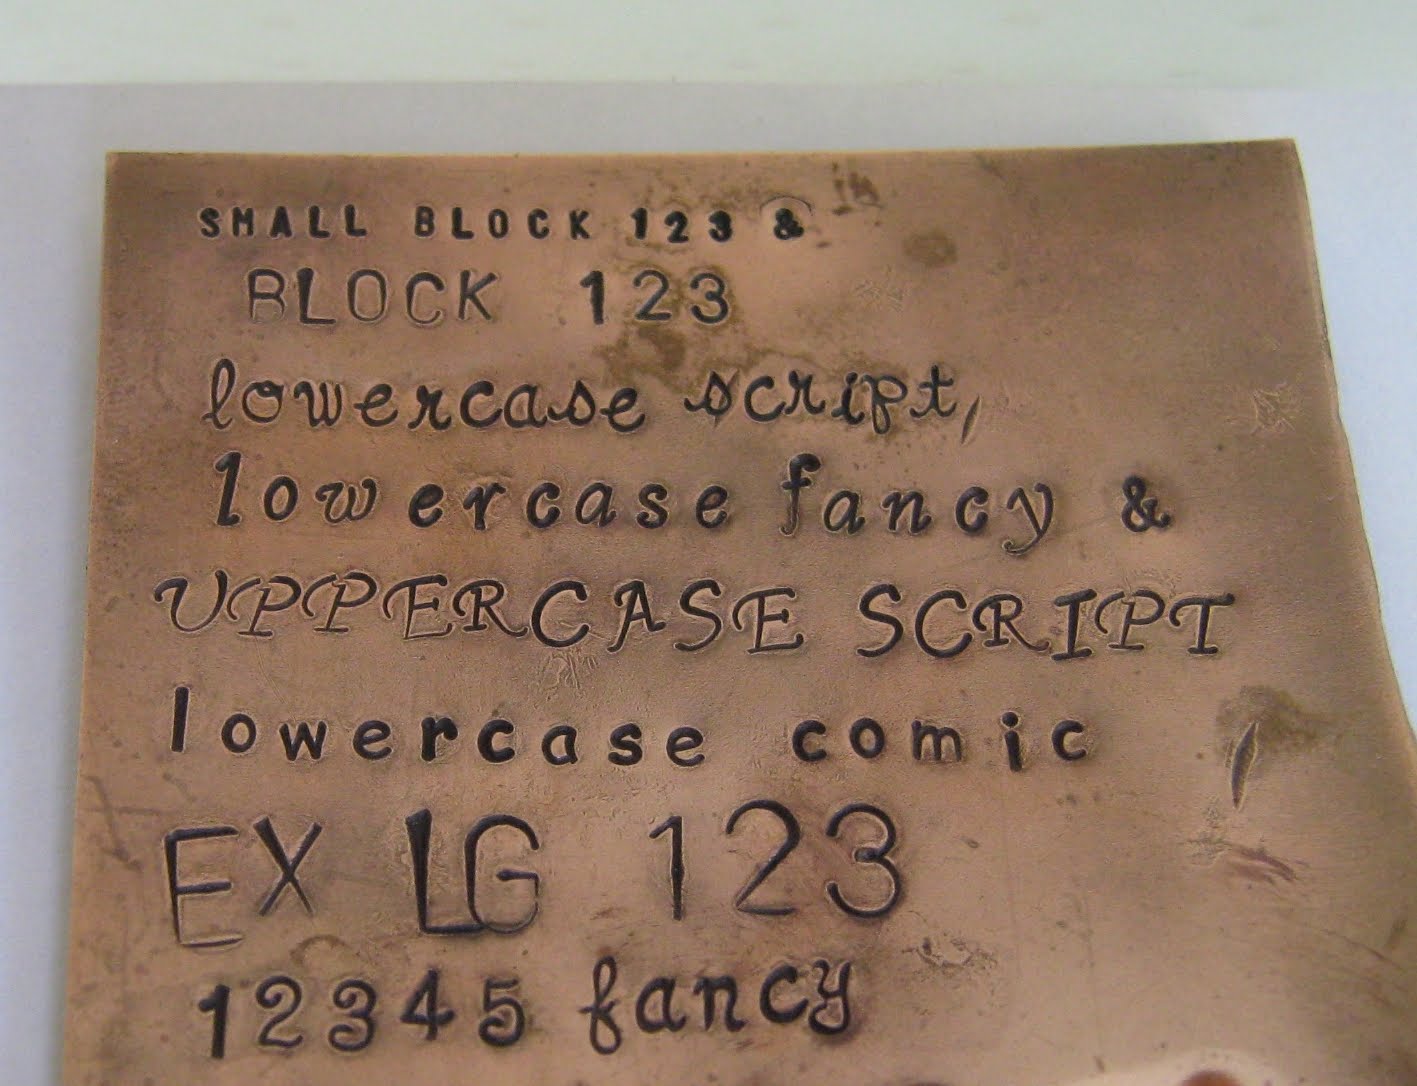 SMALL BLOCK 123 &
BLOCK 123
lowercase script,
lowercase fancy &
UPPERCASE SCRIPT
lowercase comic
EX LG 123
12345 fancy